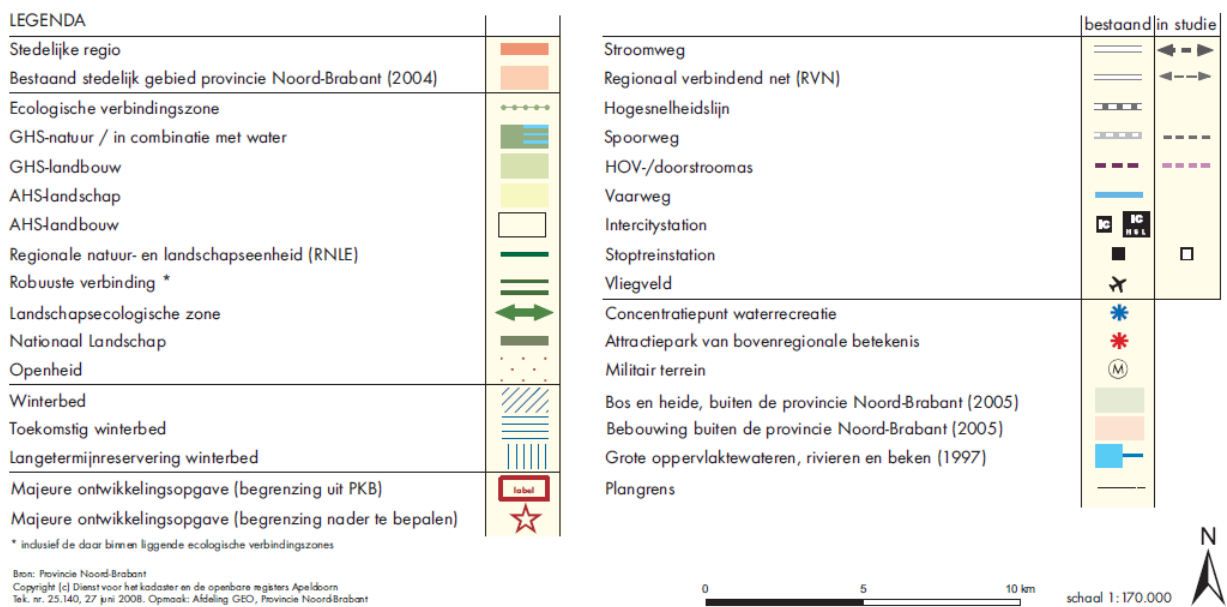 LEGENDA
Stedelijke regio
Bestaand stedelijk gebied provincie Noord-Brabant (2004)
Ecologische verbindingszone
GHS-natuur / in combinatie met water
GHS-landbouw
AHS-landschap
AHS-landbouw
Regionale natuur- en landschapseenheid (RNLE)
Robuuste verbinding *
Landschapsecologische zone
Nationaal Landschap
Openheid
Winterbed
Toekomstig winterbed
Langetermijnreservering winterbed
Majeure ontwikkelingsopgave (begrenzing uit PKB)
label
Majeure ontwikkelingsopgave (begrenzing nader te bepalen)
* inclusief de daar binnen liggende ecologische verbindingszones
Bron: Provincie Noord-Brabant
Copyright (c) Dienst voor het kadaster en de openbare registers Apeldoorn
Tek. nr. 25.140, 27 juni 2008. Opmaak: Afdeling GEO, Provincie Noord-Brabant
bestaand in studie
Stroomweg
Regionaal verbindend net (RVN)
Hogesnelheidslijn
Spoorweg
HOV-/doorstroomas
Vaarweg
Intercitystation IC IC
HSL
Stoptreinstation
Vliegveld
Concentratiepunt waterrecreatie
Attractiepark van bovenregionale betekenis
Militair terrein M
Bos en heide, buiten de provincie Noord-Brabant (2005)
Bebouwing buiten de provincie Noord-Brabant (2005)
Grote oppervlaktewateren, rivieren en beken (1997)
Plangrens
0 5 10 km
schaal 1:170.000
N